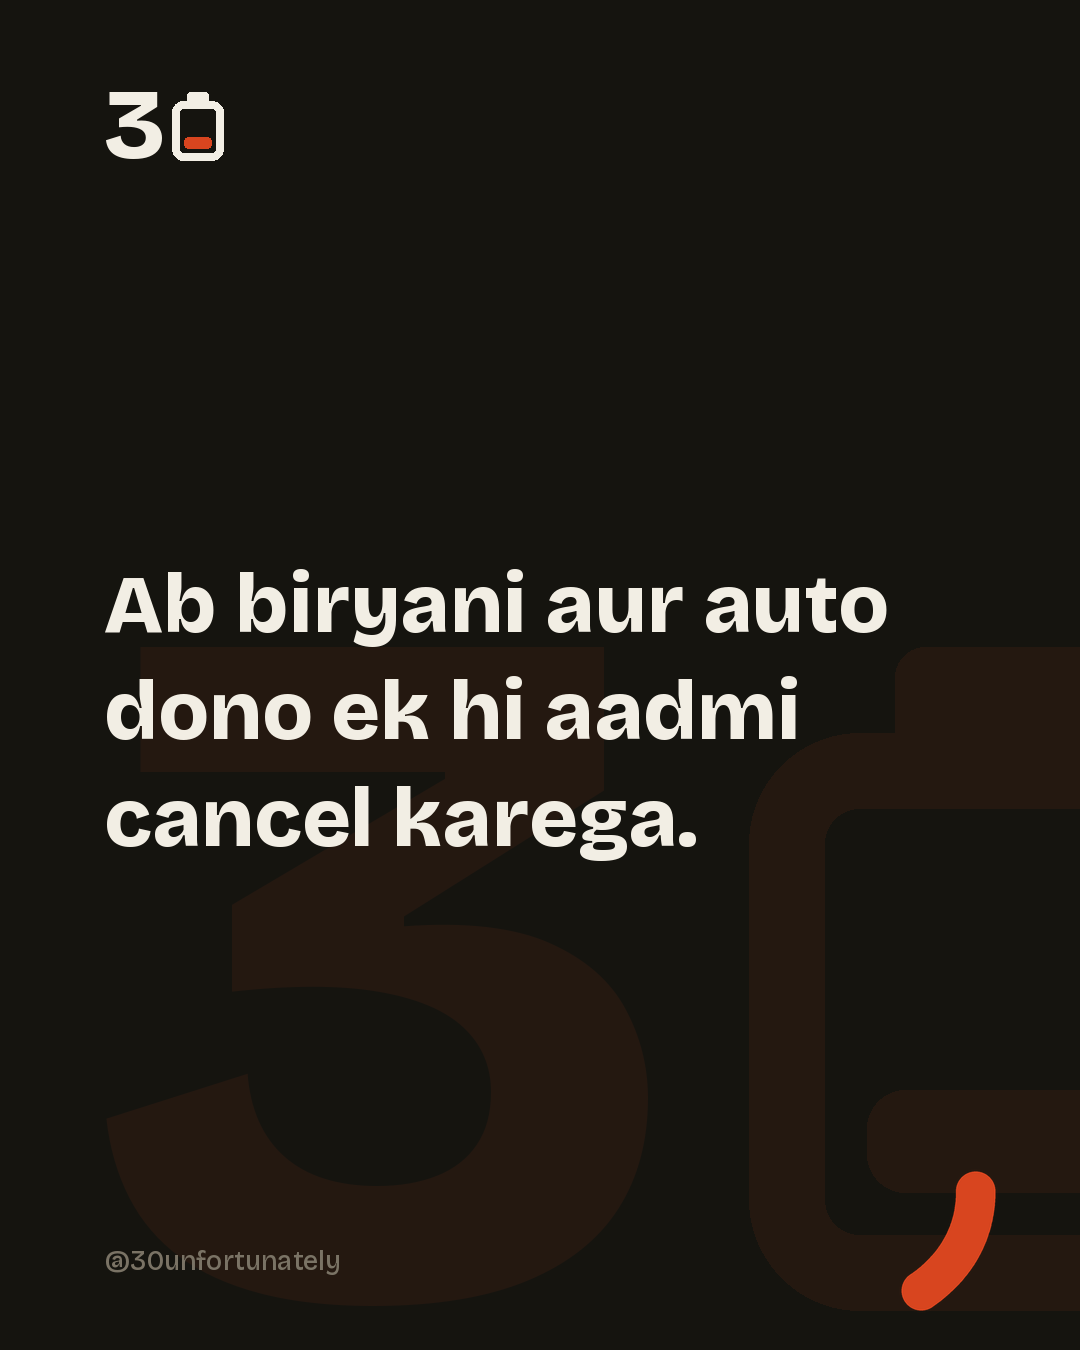 30
Ab biryani aur auto
dono ek hi aadmi
cancel karega.
@30unfortunately